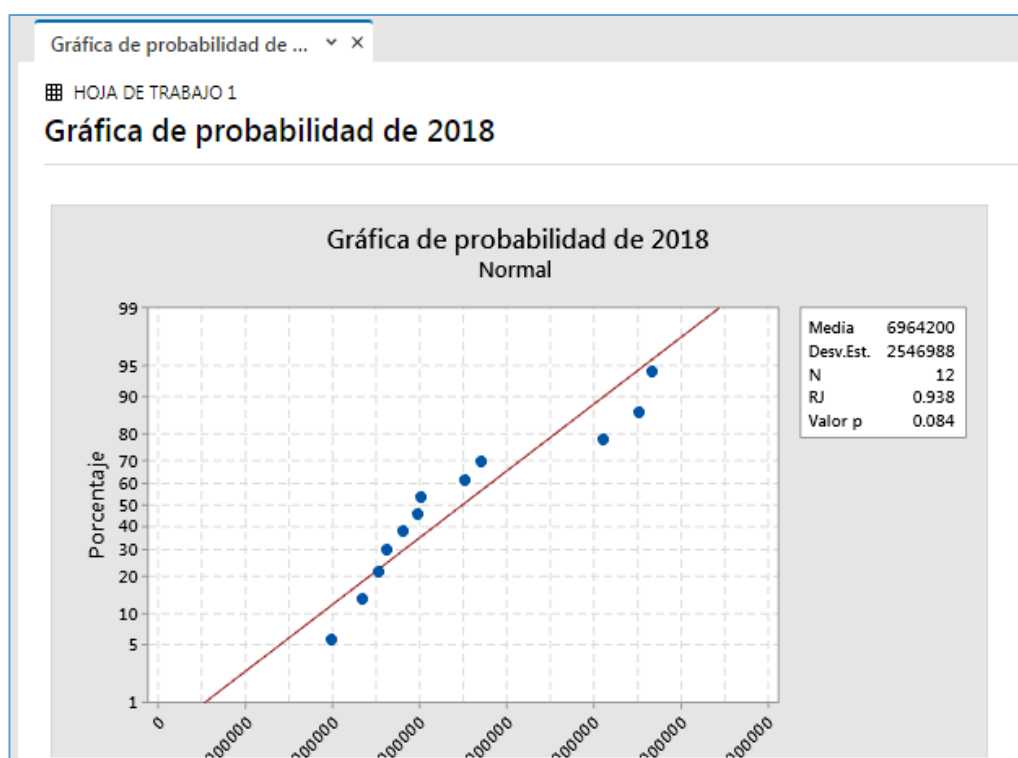 Gráfica de probabilidad de ...
HOJA DE TRABAJO 1
Gráfica de probabilidad de 2018
Gráfica de probabilidad de 2018
Normal
99
95
90
80
70
60
50
40
30
20
10
5
1
Porcentaje
0
Media 6964200
Desv.Est. 2546988
N 12
RJ 0.938
Valor p 0.084